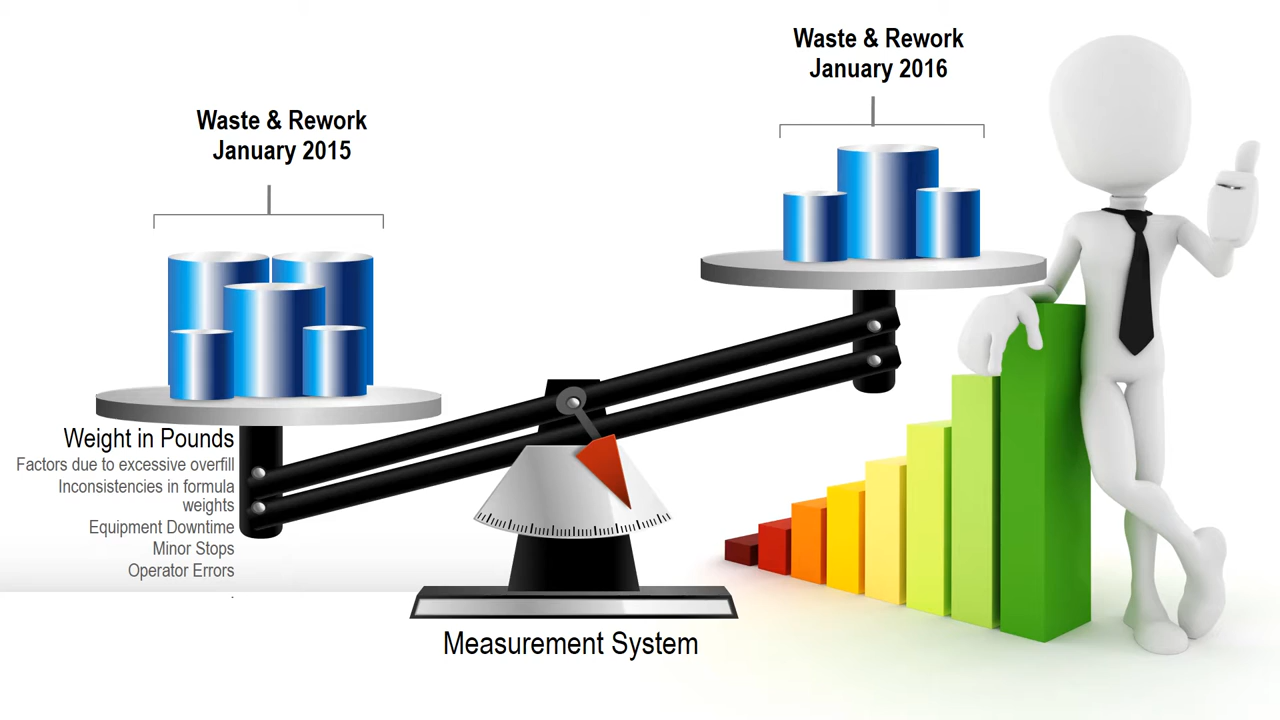 Waste & Rework
January 2016
Waste & Rework
January 2015
Weight in Pounds
Factors due to excessive overfill
Inconsistencies in formula
weights
Equipment Downtime
Minor Stops
Operator Errors
.
Measurement System